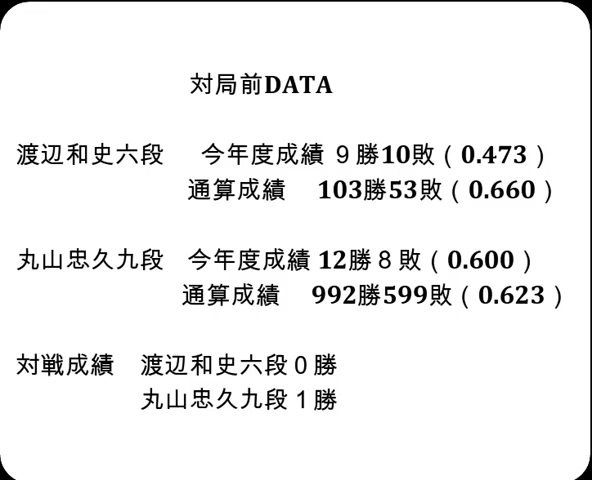 対局前DATA
渡辺和史六段 今年度成績 9勝10敗(0.473)
通算成績 103勝53敗(0.660)
丸山忠久九段 今年度成績 12勝8敗(0.600)
通算成績 992勝599敗(0.623)
対戦成績 渡辺和史六段0勝
丸山忠久九段1勝